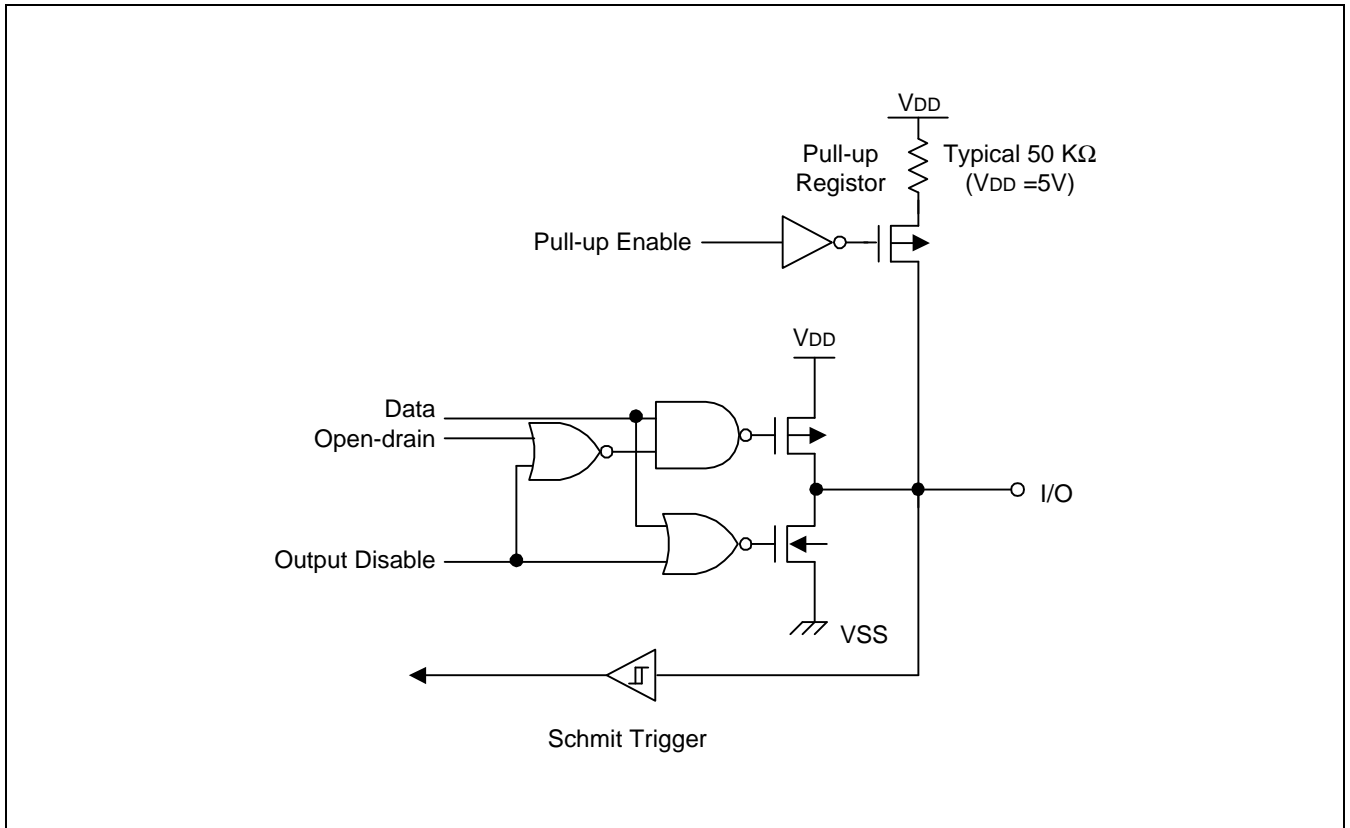 VDD
Pull-up
Registor
Typical 50 KΩ
(VDD =5V)
Pull-up Enable
VDD
Data
Open-drain
I/O
Output Disable
VSS
Schmit Trigger